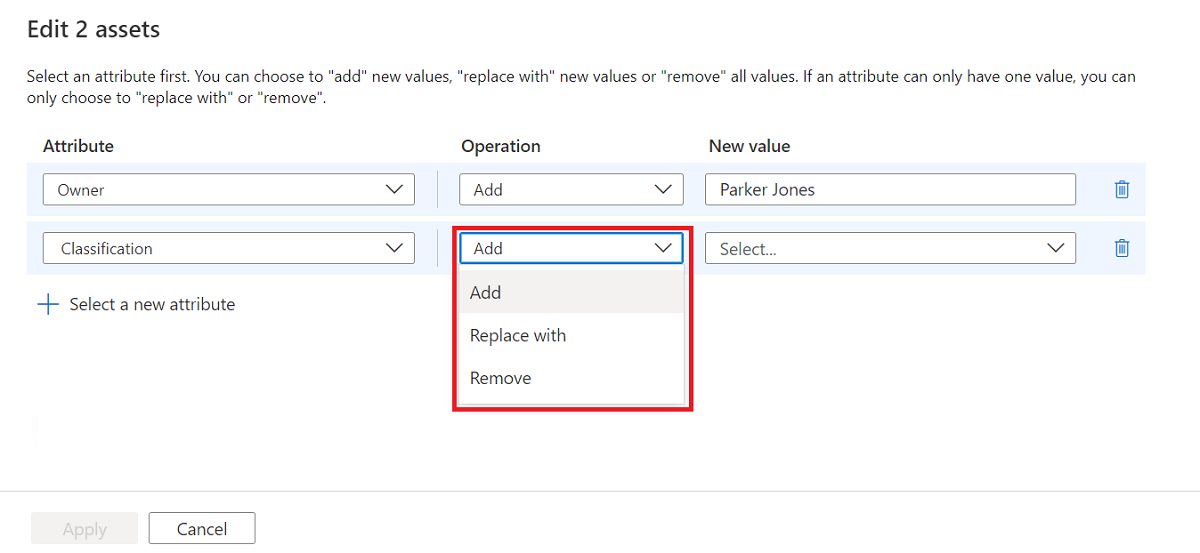 Edit 2 assets
Select an attribute first. You can choose to "add" new values, "replace with" new values or "remove" all values. If an attribute can only have one value, you can
only choose to "replace with" or "remove".
Attribute Operation New value
Owner Add Parker Jones
Classification Add Select...
Add
Select a new attribute
Replace with
Remove
Apply Cancel